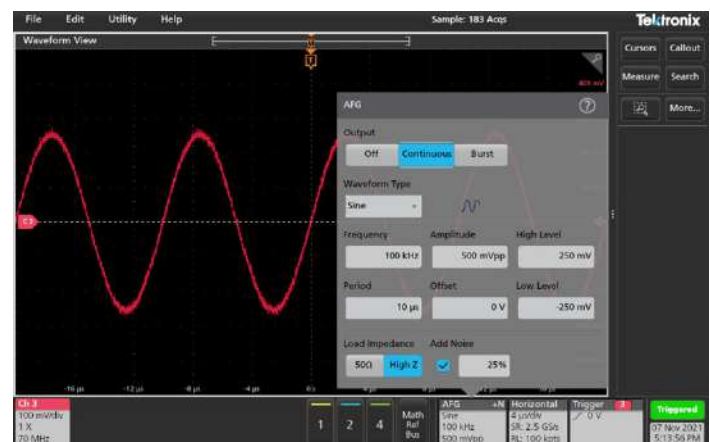 File Edit Utility Help Sample: 183 Acqs Tektronix
Waveform View
Cursors Callout
Measure Search
More...
AFG
Output
Off Continuous Burst
Waveform Type
Sine
Frequency Amplitude High Level
100 kHz 500 mVpp 250 mV
Period Offset Low Level
10 µs 0 V -250 mV
Load Impedance Add Noise
50Ω High Z 25%
C3
-16 µs -12 µs -8 µs -4 µs 0 s
Ch 3
100 mV/div
1 X
70 MHz
1 2 4
Math
Ref
Bus
AFG +N
Sine
100 kHz
500 mVpp
Horizontal
4 µs/div
SR: 2.5 GS/s
RL: 100 kpts
Trigger 3
0 V
Triggered
07 Nov 2021
5:13:56 PM